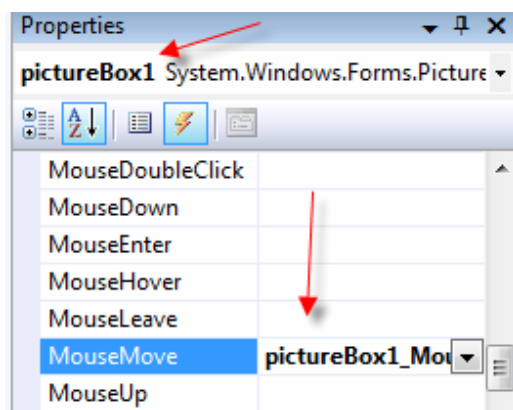 Properties
pictureBox1 System.Windows.Forms.Picture
MouseDoubleClick
MouseDown
MouseEnter
MouseHover
MouseLeave
MouseMove pictureBox1_Mou
MouseUp